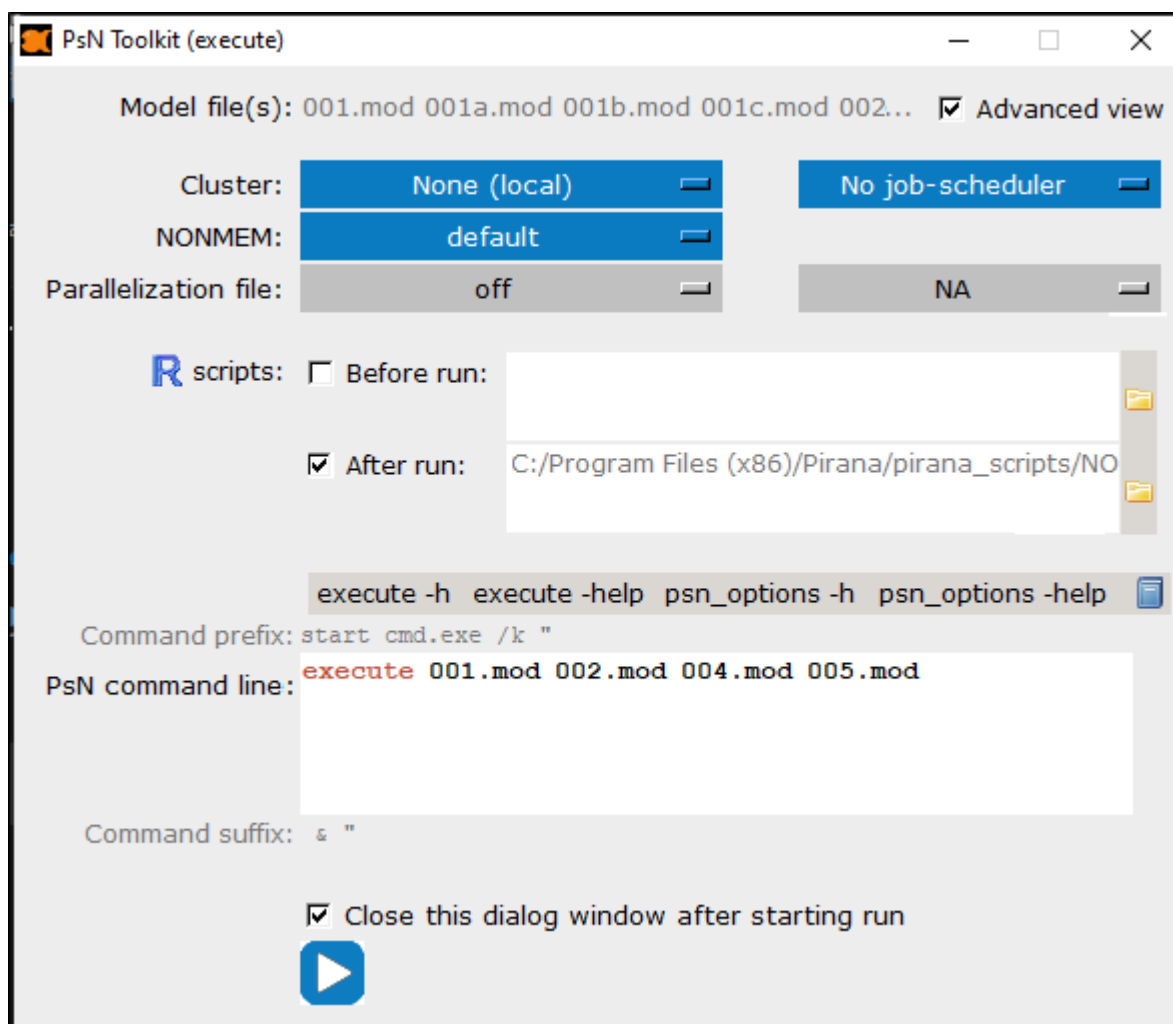 PsN Toolkit (execute)
Model file(s): 001.mod 001a.mod 001b.mod 001c.mod 002... Advanced view
Cluster: None (local) No job-scheduler
NONMEM: default
Parallelization file: off NA
R scripts: Before run:
After run: C:/Program Files (x86)/Pirana/pirana_scripts/NO
execute -h execute -help psn_options -h psn_options -help
Command prefix: start cmd.exe /k "
PsN command line: execute 001.mod 002.mod 004.mod 005.mod
Command suffix: & "
Close this dialog window after starting run